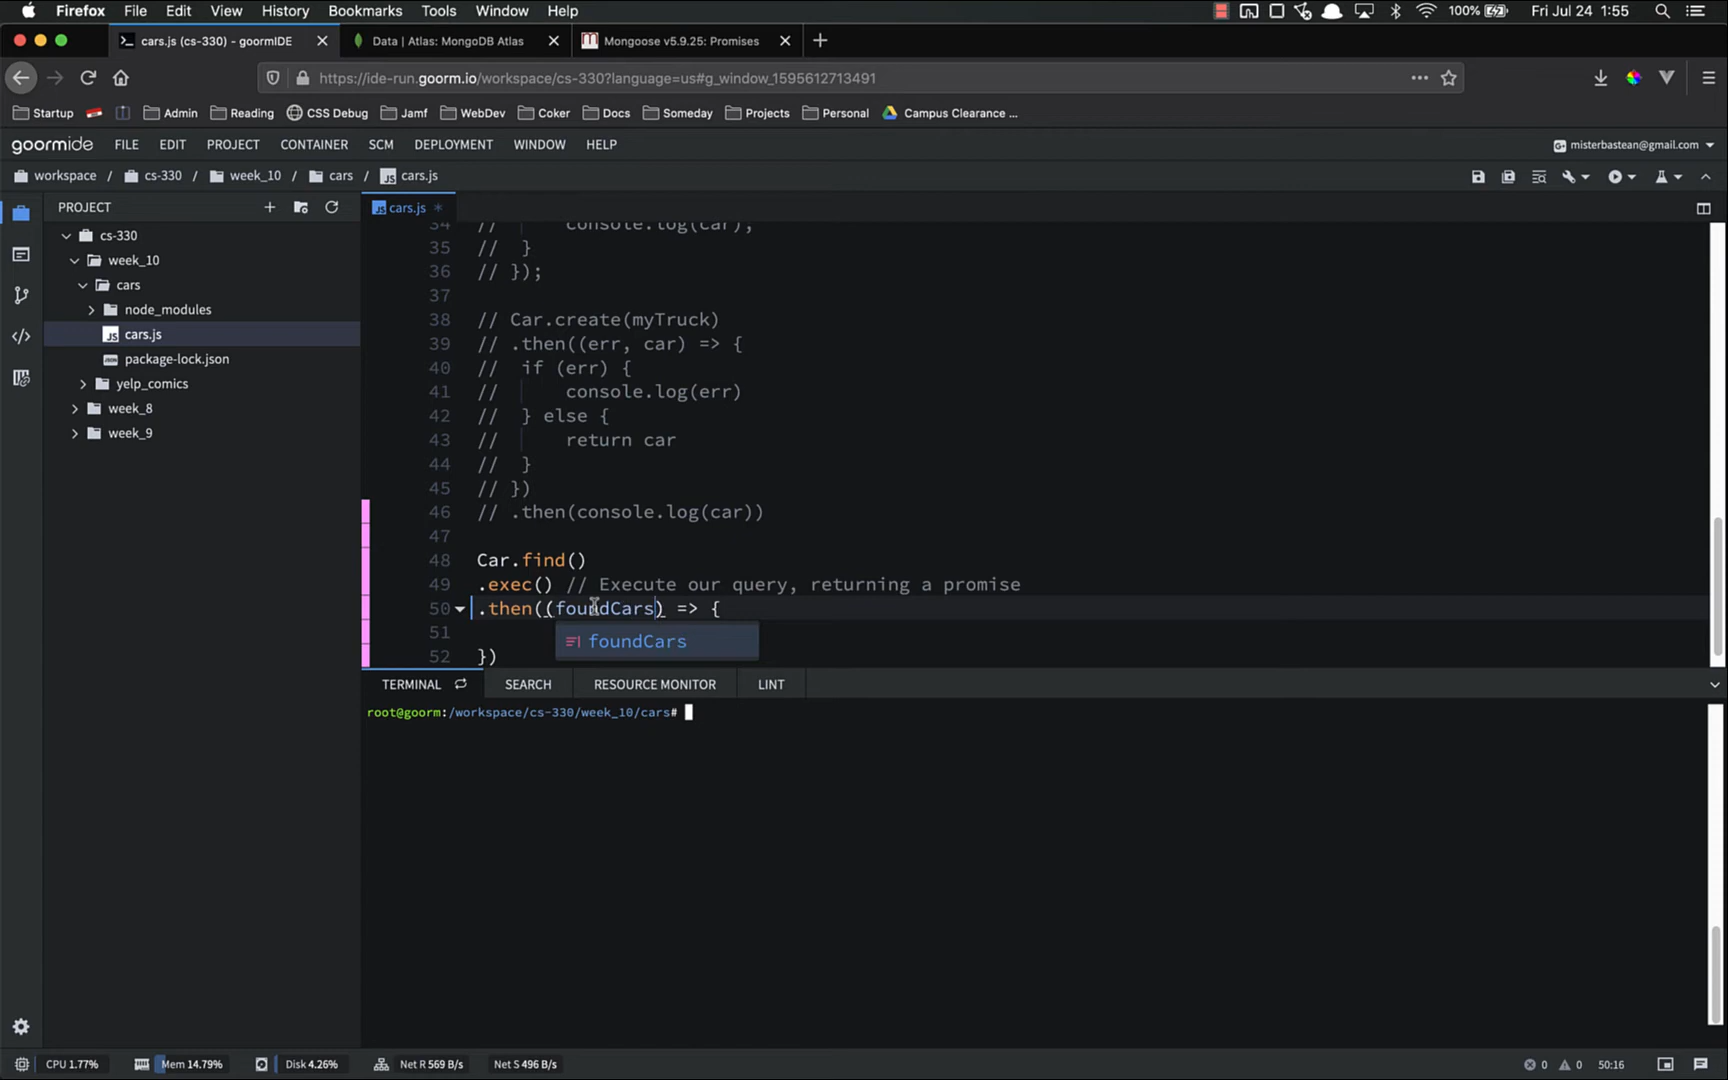 Firefox File Edit View History Bookmarks Tools Window Help 100% Fri Jul 24 1:55
cars.js (cs-330) - goormIDE Data | Atlas: MongoDB Atlas Mongoose v5.9.25: Promises
https://ide-run.goorm.io/workspace/cs-330?language=us#g_window_1595612713491
Startup Admin Reading CSS Debug Jamf WebDev Coker Docs Someday Projects Personal Campus Clearance ...
goormide FILE EDIT PROJECT CONTAINER SCM DEPLOYMENT WINDOW HELP misterbastean@gmail.com
workspace / cs-330 / week_10 / cars / cars.js
PROJECT
cs-330
week_10
cars
node_modules
cars.js
package-lock.json
yelp_comics
week_8
week_9
cars.js *
34 // console.log(car);
35 // }
36 // });
37
38 // Car.create(myTruck)
39 // .then((err, car) => {
40 // if (err) {
41 // console.log(err)
42 // } else {
43 // return car
44 // }
45 // })
46 // .then(console.log(car))
47
48 Car.find()
49 .exec() // Execute our query, returning a promise
50 .then((foundCars) => {
51 foundCars
52 })
TERMINAL SEARCH RESOURCE MONITOR LINT
root@goorm:/workspace/cs-330/week_10/cars#
CPU 1.77% Mem 14.79% Disk 4.26% Net R 569 B/s Net S 496 B/s 0 0 50:16